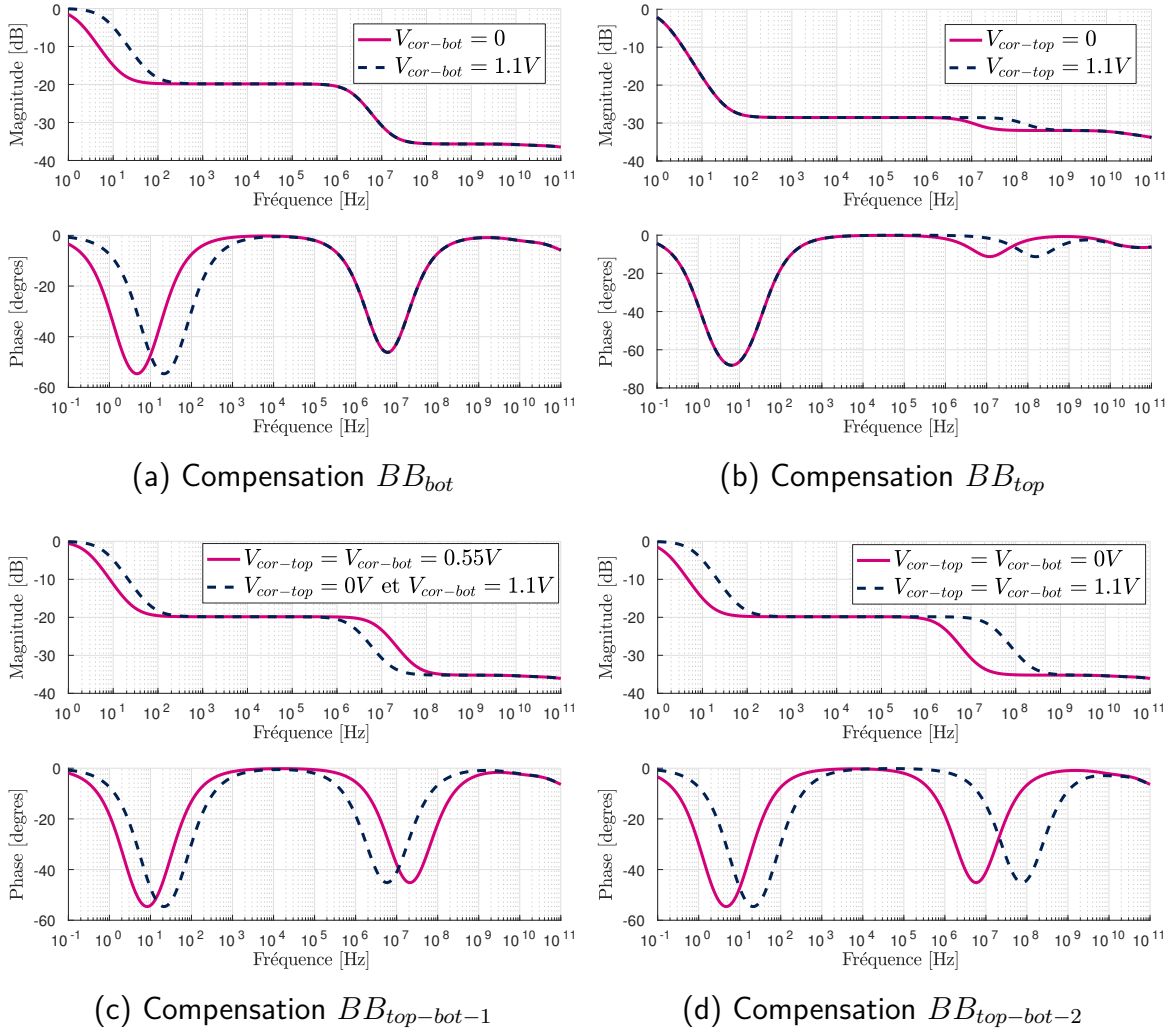 0
-10
-20
-30
-40
Magnitude [dB]
V_{cor-bot} = 0
V_{cor-bot} = 1.1V
10^0 10^1 10^2 10^3 10^4 10^5 10^6 10^7 10^8 10^9 10^10 10^11
Fréquence [Hz]
0
-20
-40
-60
Phase [degres]
10^-1 10^0 10^1 10^2 10^3 10^4 10^5 10^6 10^7 10^8 10^9 10^10 10^11
Fréquence [Hz]
(a) Compensation BB_{bot}
0
-10
-20
-30
-40
Magnitude [dB]
V_{cor-top} = 0
V_{cor-top} = 1.1V
10^0 10^1 10^2 10^3 10^4 10^5 10^6 10^7 10^8 10^9 10^10 10^11
Fréquence [Hz]
0
-20
-40
-60
-80
Phase [degres]
10^-1 10^0 10^1 10^2 10^3 10^4 10^5 10^6 10^7 10^8 10^9 10^10 10^11
Fréquence [Hz]
(b) Compensation BB_{top}
0
-10
-20
-30
-40
Magnitude [dB]
V_{cor-top} = V_{cor-bot} = 0.55V
V_{cor-top} = 0V et V_{cor-bot} = 1.1V
10^0 10^1 10^2 10^3 10^4 10^5 10^6 10^7 10^8 10^9 10^10 10^11
Fréquence [Hz]
0
-20
-40
-60
Phase [degres]
10^-1 10^0 10^1 10^2 10^3 10^4 10^5 10^6 10^7 10^8 10^9 10^10 10^11
Fréquence [Hz]
(c) Compensation BB_{top-bot-1}
0
-10
-20
-30
-40
Magnitude [dB]
V_{cor-top} = V_{cor-bot} = 0V
V_{cor-top} = V_{cor-bot} = 1.1V
10^0 10^1 10^2 10^3 10^4 10^5 10^6 10^7 10^8 10^9 10^10 10^11
Fréquence [Hz]
0
-20
-40
-60
Phase [degres]
10^-1 10^0 10^1 10^2 10^3 10^4 10^5 10^6 10^7 10^8 10^9 10^10 10^11
Fréquence [Hz]
(d) Compensation BB_{top-bot-2}